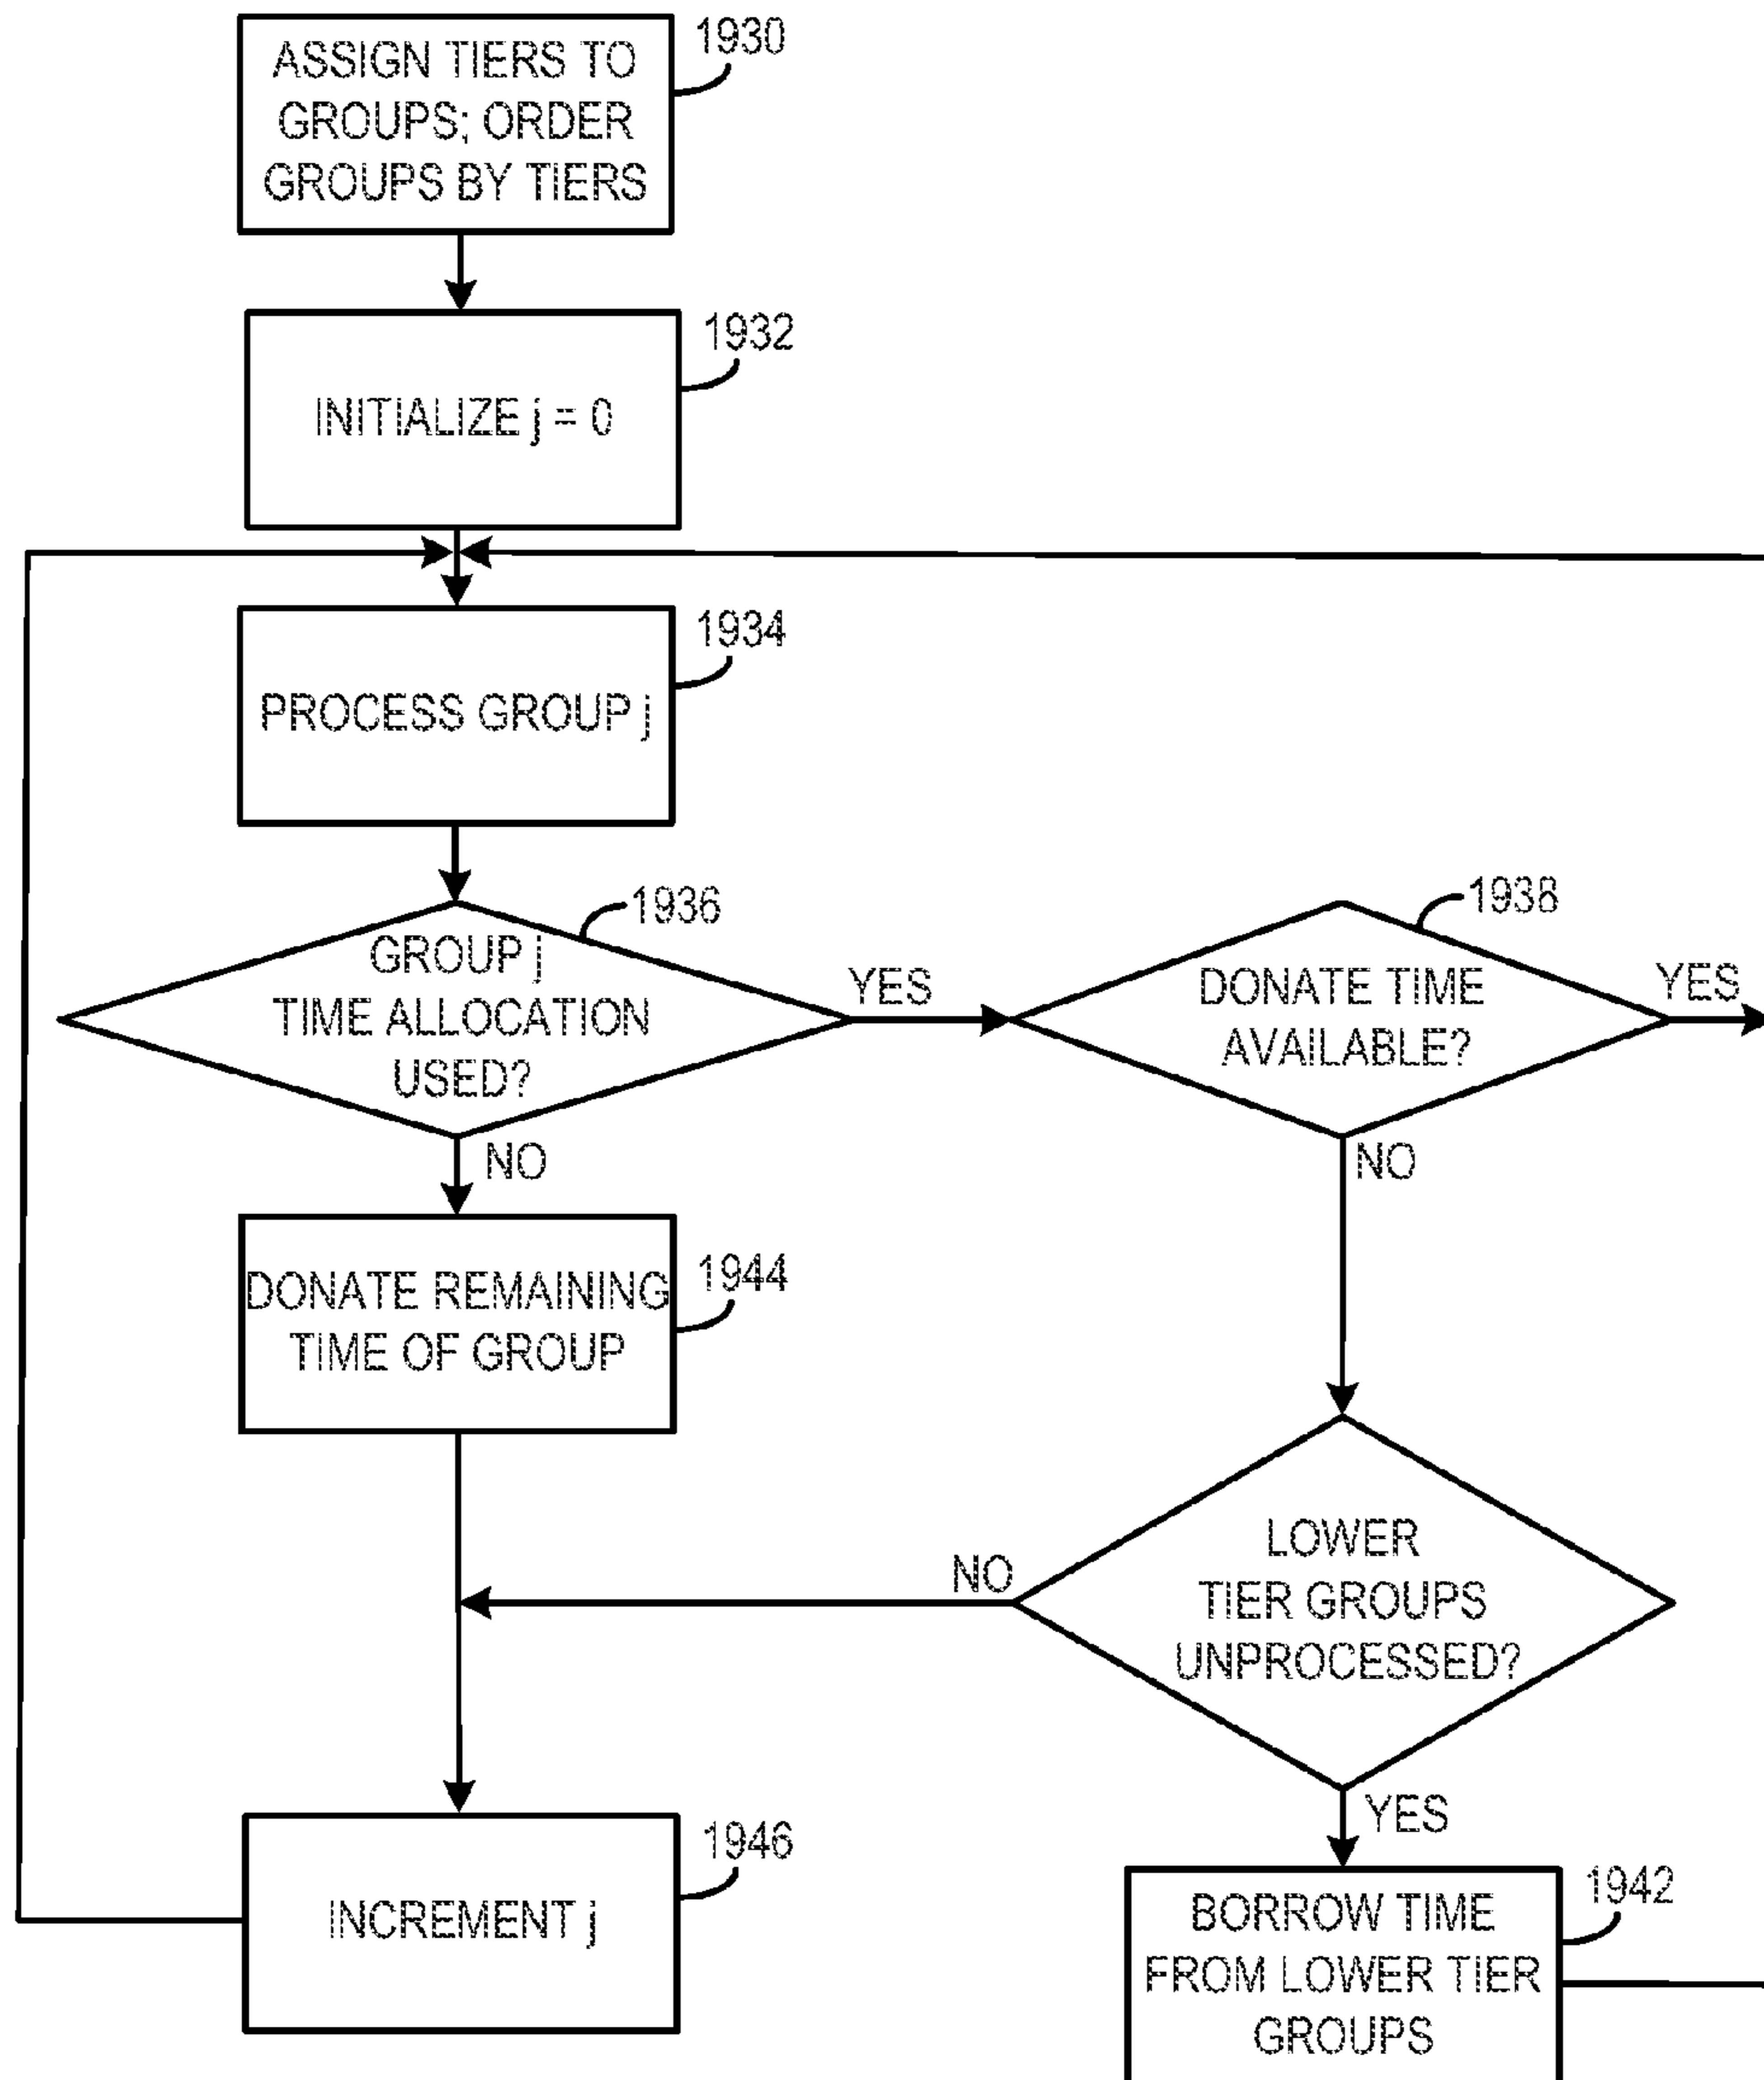 1930
ASSIGN TIERS TO
GROUPS; ORDER
GROUPS BY TIERS
1932
INITIALIZE j = 0
1934
PROCESS GROUP j
1936
GROUP j
TIME ALLOCATION
USED?
YES
1938
DONATE TIME
AVAILABLE?
YES
NO
NO
1944
DONATE REMAINING
TIME OF GROUP
LOWER
TIER GROUPS
UNPROCESSED?
NO
YES
1946
INCREMENT j
1942
BORROW TIME
FROM LOWER TIER
GROUPS